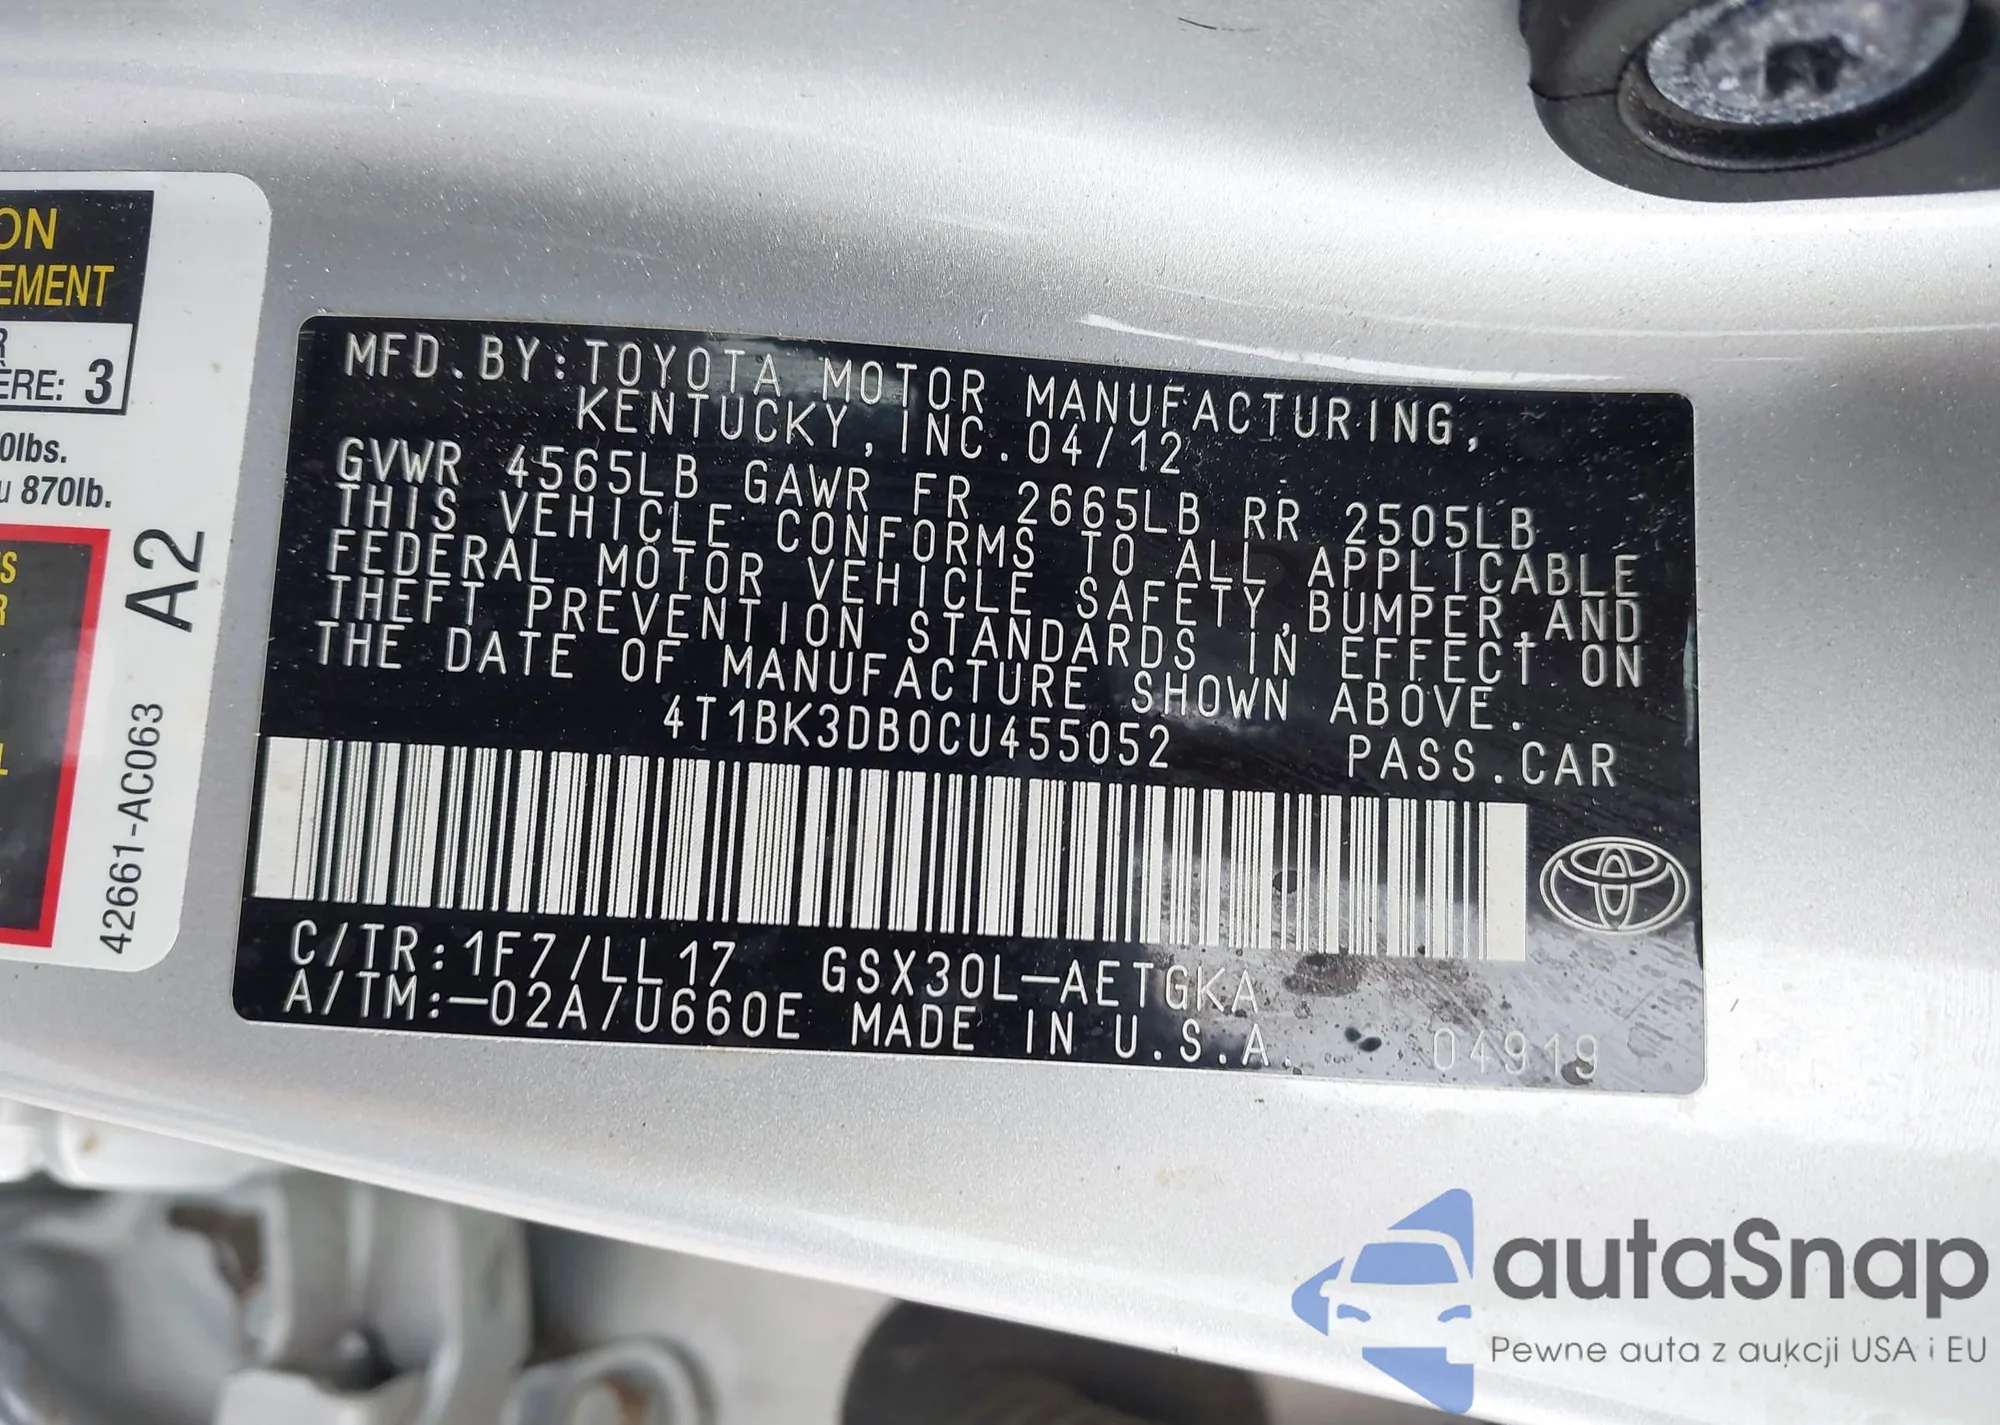 ON
EMENT
R
ÈRE: 3
0lbs.
u 870lb.
S
R
L
A2
42661-AC063
MFD.BY:TOYOTA MOTOR MANUFACTURING,
KENTUCKY,INC.04/12
GVWR 4565LB GAWR FR 2665LB RR 2505LB
THIS VEHICLE CONFORMS TO ALL APPLICABLE
FEDERAL MOTOR VEHICLE SAFETY,BUMPER,AND
THEFT PREVENTION STANDARDS IN EFFECT ON
THE DATE OF MANUFACTURE SHOWN ABOVE.
4T1BK3DB0CU455052 PASS.CAR
C/TR:1F7/LL17 GSX30L-AETGKA
A/TM:-02A/U660E MADE IN U.S.A. 04919
autaSnap
Pewne auta z aukcji USA i EU